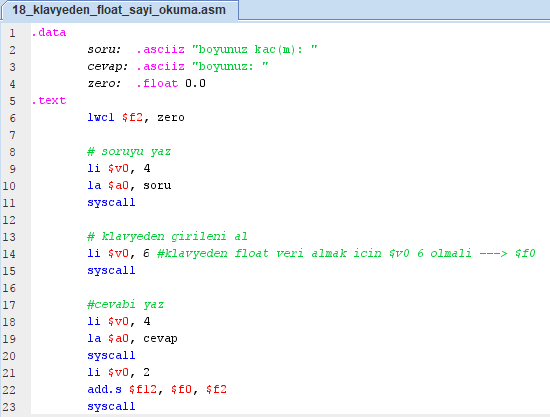 18_klavyeden_float_sayi_okuma.asm
1 .data
2 soru: .asciiz "boyunuz kac(m): "
3 cevap: .asciiz "boyunuz: "
4 zero: .float 0.0
5 .text
6 lwc1 $f2, zero
7
8 # soruyu yaz
9 li $v0, 4
10 la $a0, soru
11 syscall
12
13 # klavyeden girileni al
14 li $v0, 6 #klavyeden float veri almak icin $v0 6 olmali ---> $f0
15 syscall
16
17 #cevabi yaz
18 li $v0, 4
19 la $a0, cevap
20 syscall
21 li $v0, 2
22 add.s $f12, $f0, $f2
23 syscall